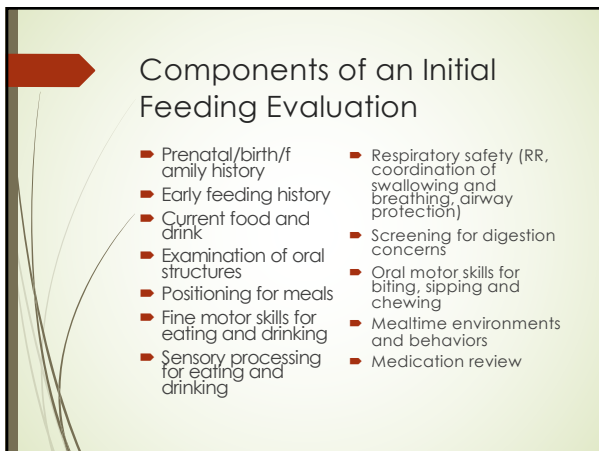 Components of an Initial
Feeding Evaluation
Prenatal/birth/f
amily history
Early feeding history
Current food and
drink
Examination of oral
structures
Positioning for meals
Fine motor skills for
eating and drinking
Sensory processing
for eating and
drinking
Respiratory safety (RR,
coordination of
swallowing and
breathing, airway
protection)
Screening for digestion
concerns
Oral motor skills for
biting, sipping and
chewing
Mealtime environments
and behaviors
Medication review